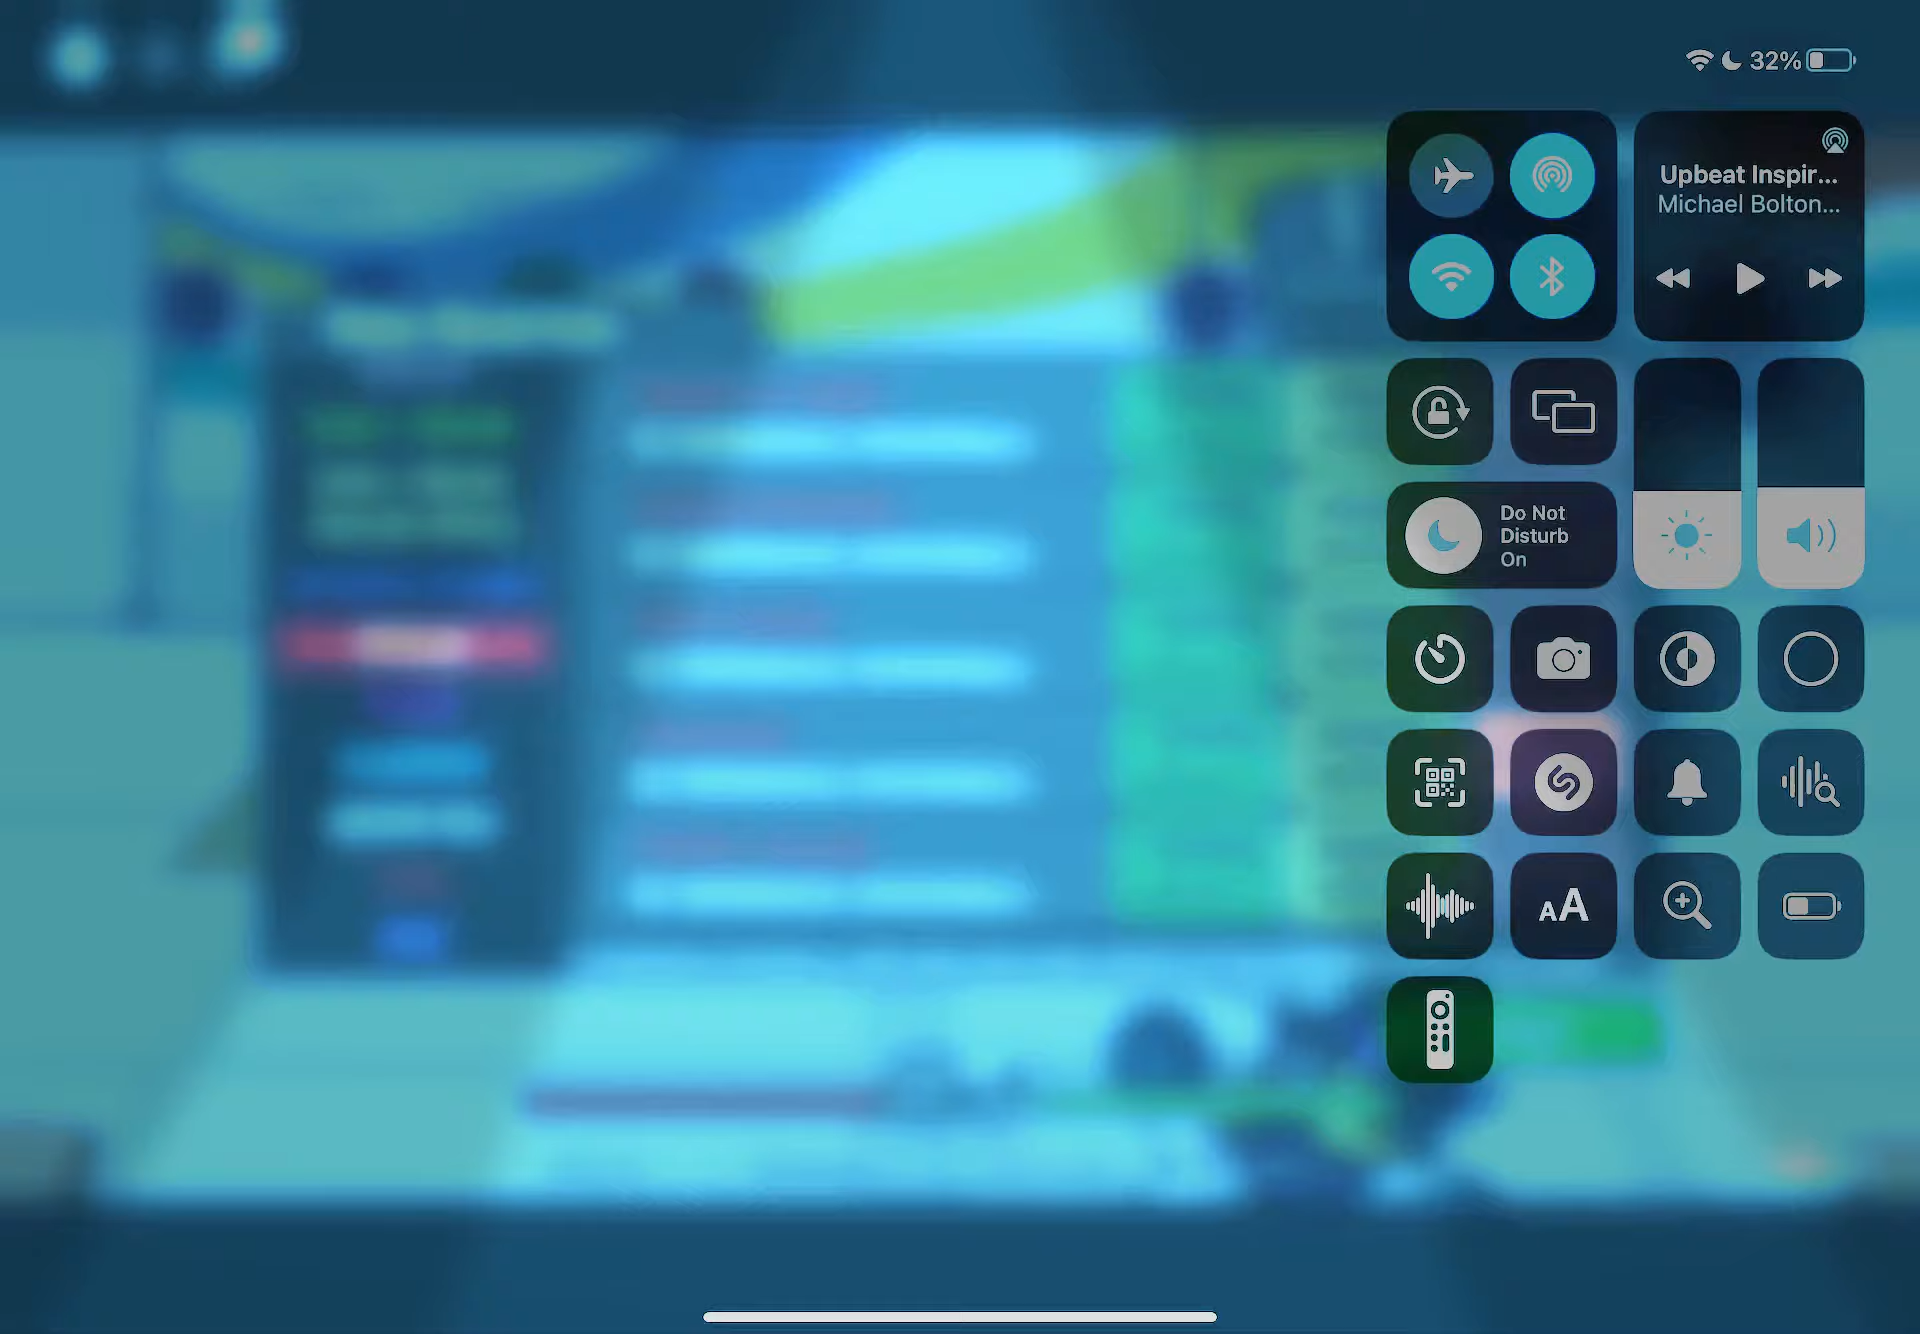 32%
Upbeat Inspir...
Michael Bolton...
Do Not
Disturb
On
AA